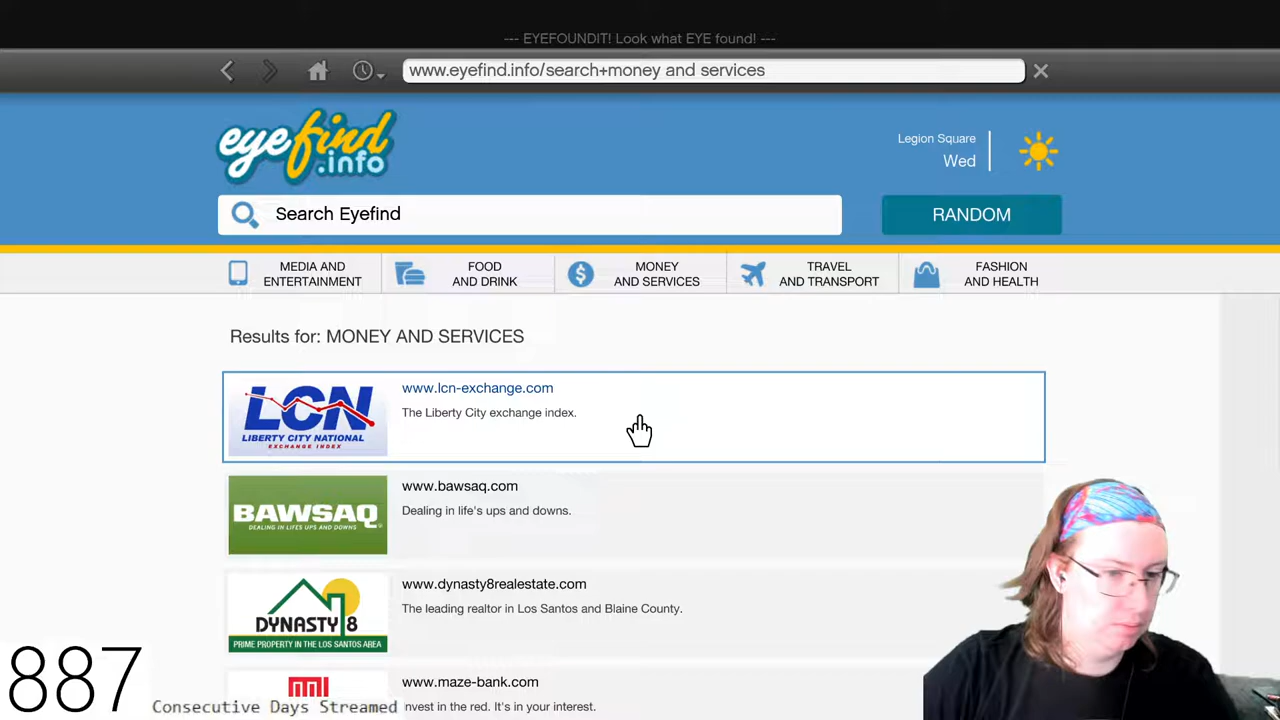 --- EYEFOUNDIT! Look what EYE found! ---
www.eyefind.info/search+money and services
eyefind
.info
Legion Square
Wed
Search Eyefind
RANDOM
MEDIA AND
ENTERTAINMENT
FOOD
AND DRINK
MONEY
AND SERVICES
TRAVEL
AND TRANSPORT
FASHION
AND HEALTH
Results for: MONEY AND SERVICES
LCN
LIBERTY CITY NATIONAL
EXCHANGE INDEX
www.lcn-exchange.com
The Liberty City exchange index.
BAWSAQ
DEALING IN LIFE'S UPS AND DOWNS
www.bawsaq.com
Dealing in life's ups and downs.
DYNASTY 8
PRIME PROPERTY IN THE LOS SANTOS AREA
www.dynasty8realestate.com
The leading realtor in Los Santos and Blaine County.
www.maze-bank.com
nvest in the red. It's in your interest.
887
Consecutive Days Streamed